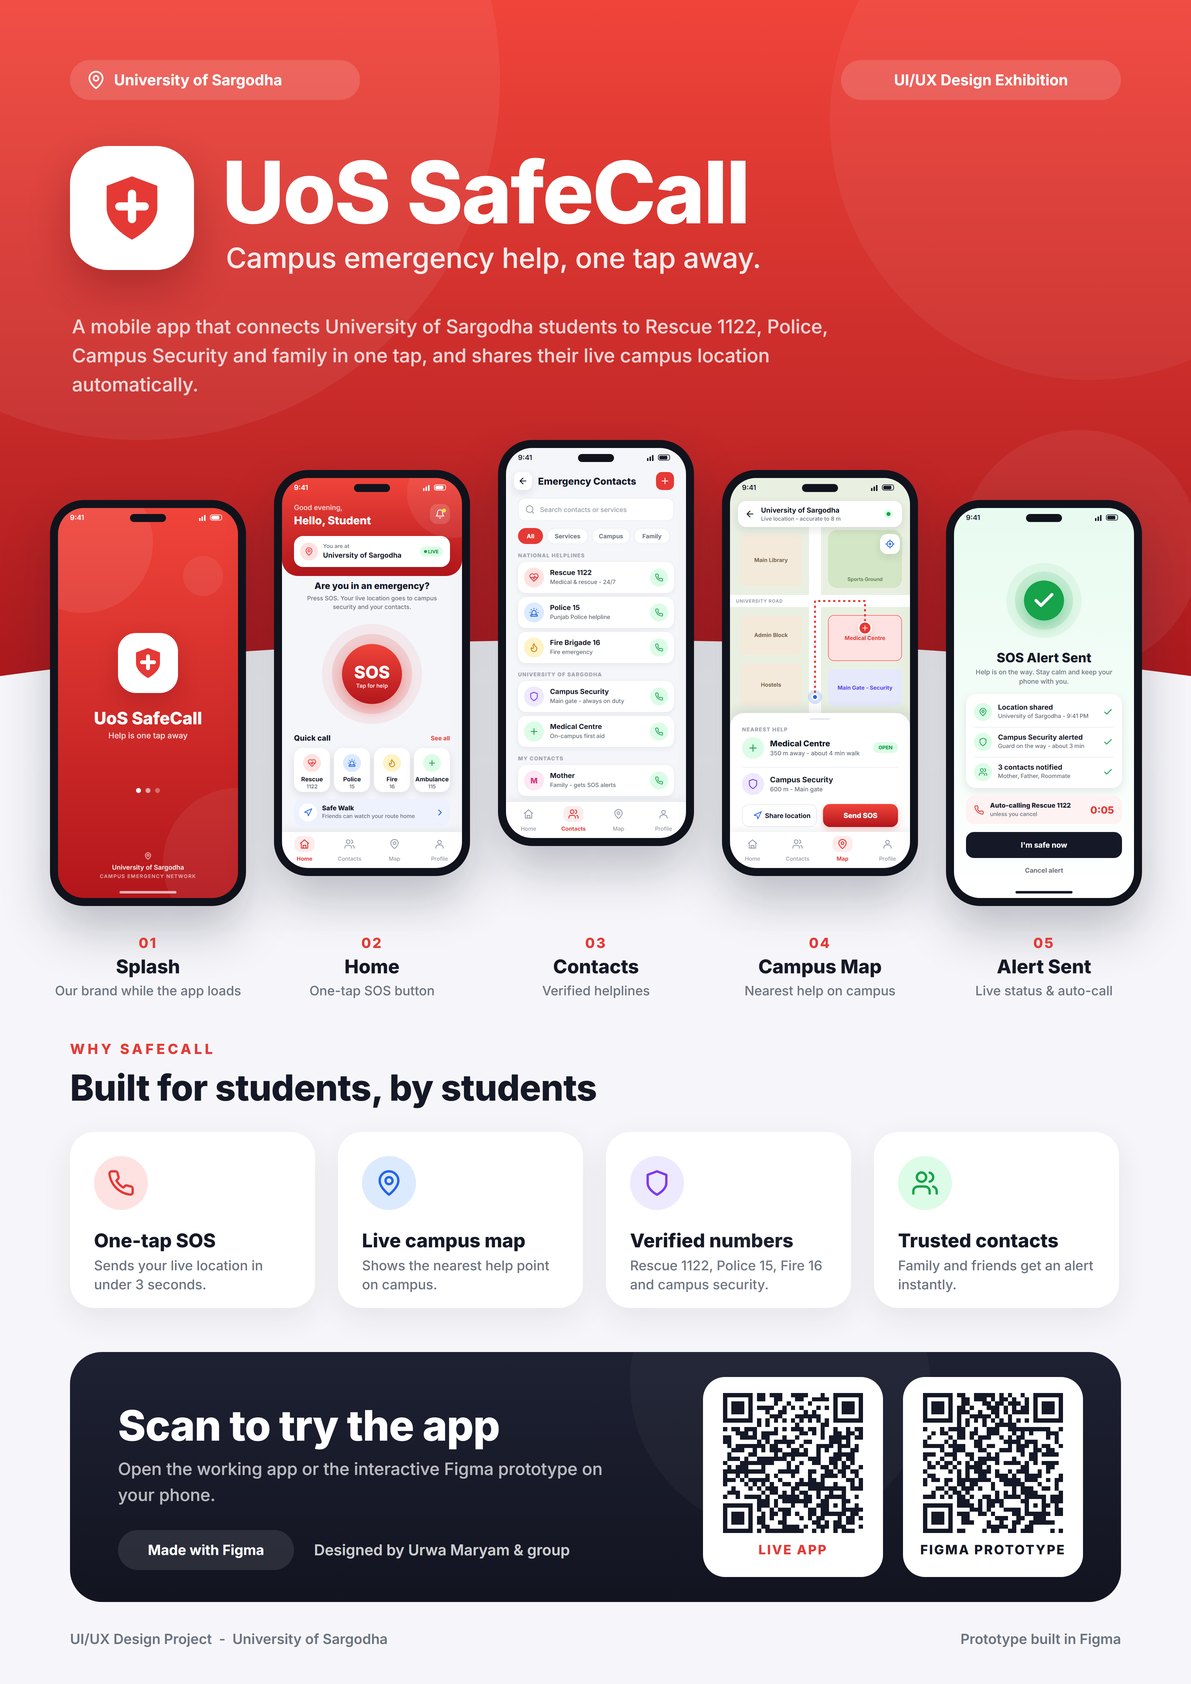 University of Sargodha
UI/UX Design Exhibition
UoS SafeCall
Campus emergency help, one tap away.
A mobile app that connects University of Sargodha students to Rescue 1122, Police,
Campus Security and family in one tap, and shares their live campus location
automatically.
9:41
UoS SafeCall
Help is one tap away
University of Sargodha
CAMPUS EMERGENCY NETWORK
9:41
Good evening,
Hello, Student
You are at
University of Sargodha
LIVE
Are you in an emergency?
Press SOS. Your live location goes to campus
security and your contacts.
SOS
Tap for help
Quick call
See all
Rescue
1122
Police
15
Fire
16
Ambulance
115
Safe Walk
Friends can watch your route home
Home
Contacts
Map
Profile
9:41
Emergency Contacts
Search contacts or services
All
Services
Campus
Family
NATIONAL HELPLINES
Rescue 1122
Medical & rescue - 24/7
Police 15
Punjab Police helpline
Fire Brigade 16
Fire emergency
UNIVERSITY OF SARGODHA
Campus Security
Main gate - always on duty
Medical Centre
On-campus first aid
MY CONTACTS
M
Mother
Family - gets SOS alerts
Home
Contacts
Map
Profile
9:41
University of Sargodha
Live location - accurate to 8 m
Main Library
Sports Ground
UNIVERSITY ROAD
Admin Block
Medical Centre
Hostels
Main Gate - Security
NEAREST HELP
Medical Centre
350 m away - about 4 min walk
OPEN
Campus Security
600 m - Main gate
Share location
Send SOS
Home
Contacts
Map
Profile
9:41
SOS Alert Sent
Help is on the way. Stay calm and keep your
phone with you.
Location shared
University of Sargodha - 9:41 PM
Campus Security alerted
Guard on the way - about 3 min
3 contacts notified
Mother, Father, Roommate
Auto-calling Rescue 1122
unless you cancel
0:05
I'm safe now
Cancel alert
01
Splash
Our brand while the app loads
02
Home
One-tap SOS button
03
Contacts
Verified helplines
04
Campus Map
Nearest help on campus
05
Alert Sent
Live status & auto-call
WHY SAFECALL
Built for students, by students
One-tap SOS
Sends your live location in
under 3 seconds.
Live campus map
Shows the nearest help point
on campus.
Verified numbers
Rescue 1122, Police 15, Fire 16
and campus security.
Trusted contacts
Family and friends get an alert
instantly.
Scan to try the app
Open the working app or the interactive Figma prototype on
your phone.
Made with Figma
Designed by Urwa Maryam & group
LIVE APP
FIGMA PROTOTYPE
UI/UX Design Project - University of Sargodha
Prototype built in Figma